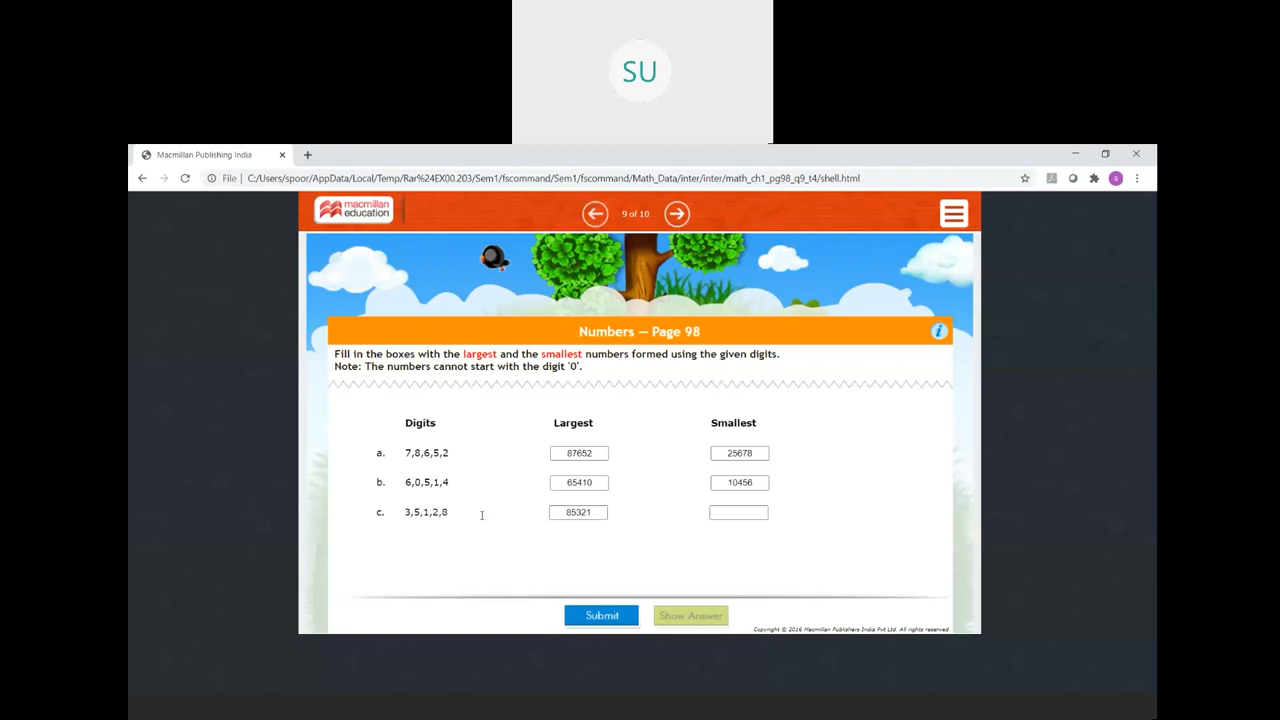 SU
Macmillan Publishing India
File | C:/Users/spoor/AppData/Local/Temp/Rar%24EX00.203/Sem1/fscommand/Sem1/fscommand/Math_Data/inter/inter/math_ch1_pg98_q9_t4/shell.html
s
macmillan
education
9 of 10
Numbers – Page 98
i
Fill in the boxes with the largest and the smallest numbers formed using the given digits.
Note: The numbers cannot start with the digit '0'.
Digits Largest Smallest
a. 7,8,6,5,2 87652 25678
b. 6,0,5,1,4 65410 10456
c. 3,5,1,2,8 85321
Submit Show Answer
Copyright © 2016 Macmillan Publishers India Pvt Ltd. All rights reserved.